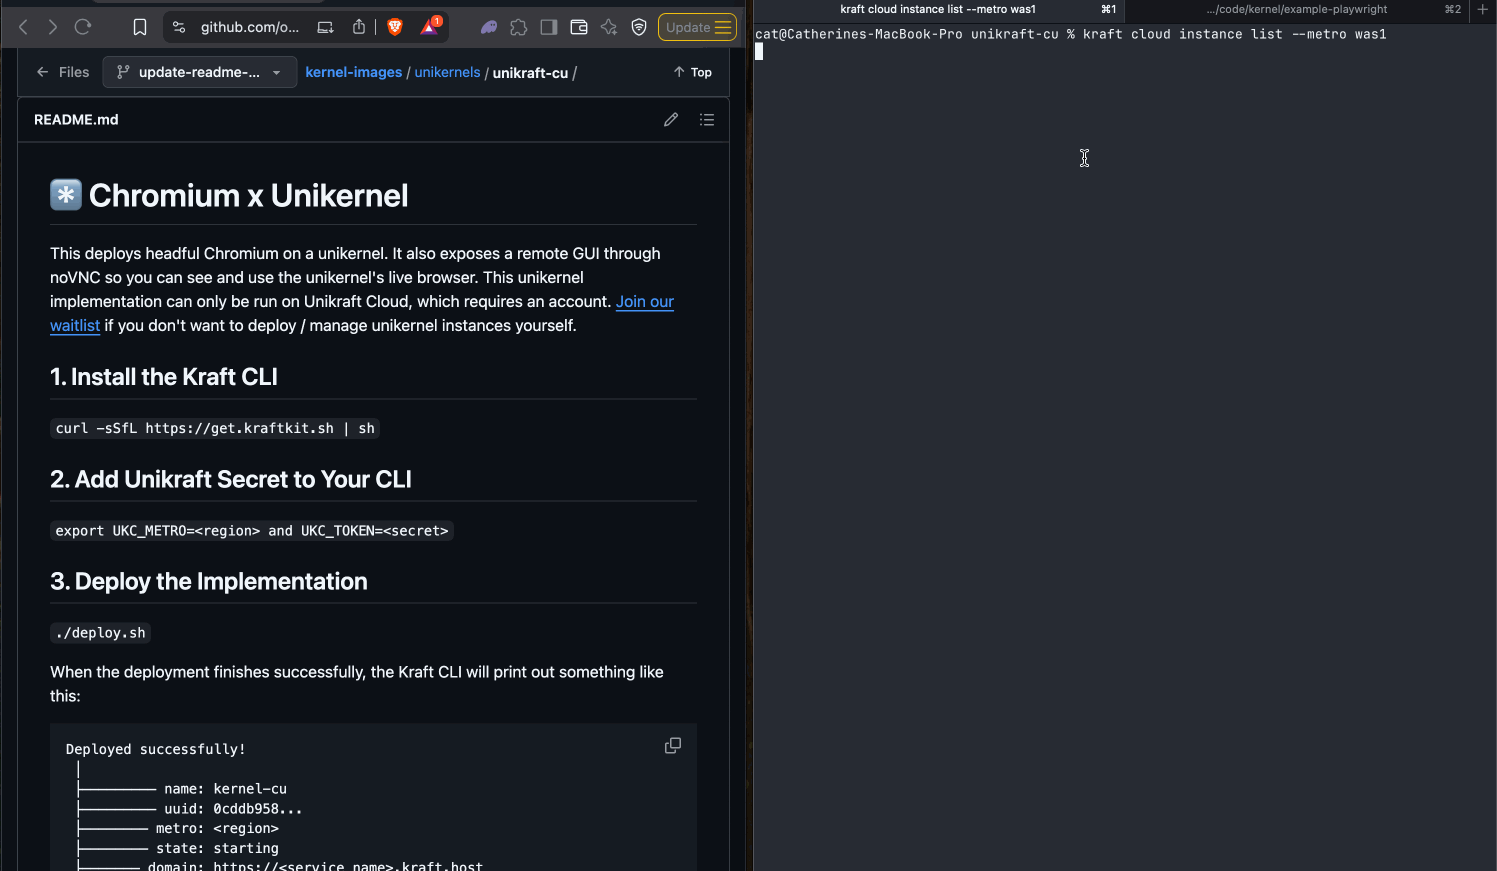 github.com/o...
1
Update
Files
update-readme-...
kernel-images / unikernels / unikraft-cu /
Top
README.md
Chromium x Unikernel
This deploys headful Chromium on a unikernel. It also exposes a remote GUI through
noVNC so you can see and use the unikernel's live browser. This unikernel
implementation can only be run on Unikraft Cloud, which requires an account. Join our
waitlist if you don't want to deploy / manage unikernel instances yourself.
1. Install the Kraft CLI
curl -sSfL https://get.kraftkit.sh | sh
2. Add Unikraft Secret to Your CLI
export UKC_METRO=<region> and UKC_TOKEN=<secret>
3. Deploy the Implementation
./deploy.sh
When the deployment finishes successfully, the Kraft CLI will print out something like
this:
Deployed successfully!
name: kernel-cu
uuid: 0cddb958...
metro: <region>
state: starting
domain: https://<service_name>.kraft.host
kraft cloud instance list --metro was1 ⌘1
.../code/kernel/example-playwright ⌘2
cat@Catherines-MacBook-Pro unikraft-cu % kraft cloud instance list --metro was1